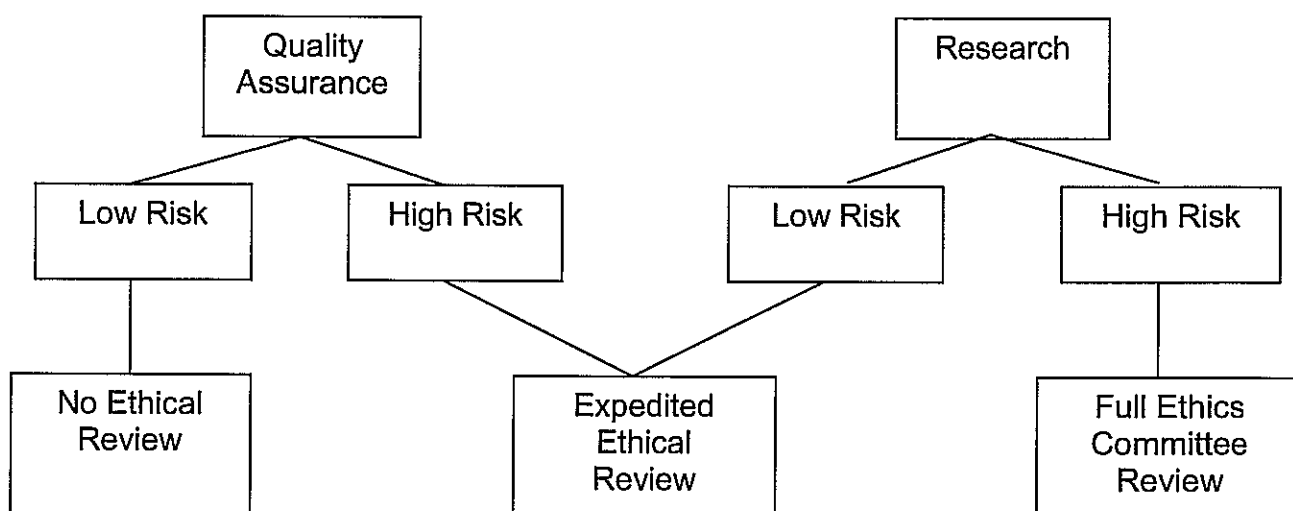 Quality
Assurance
Research
Low Risk
High Risk
Low Risk
High Risk
No Ethical
Review
Expedited
Ethical
Review
Full Ethics
Committee
Review